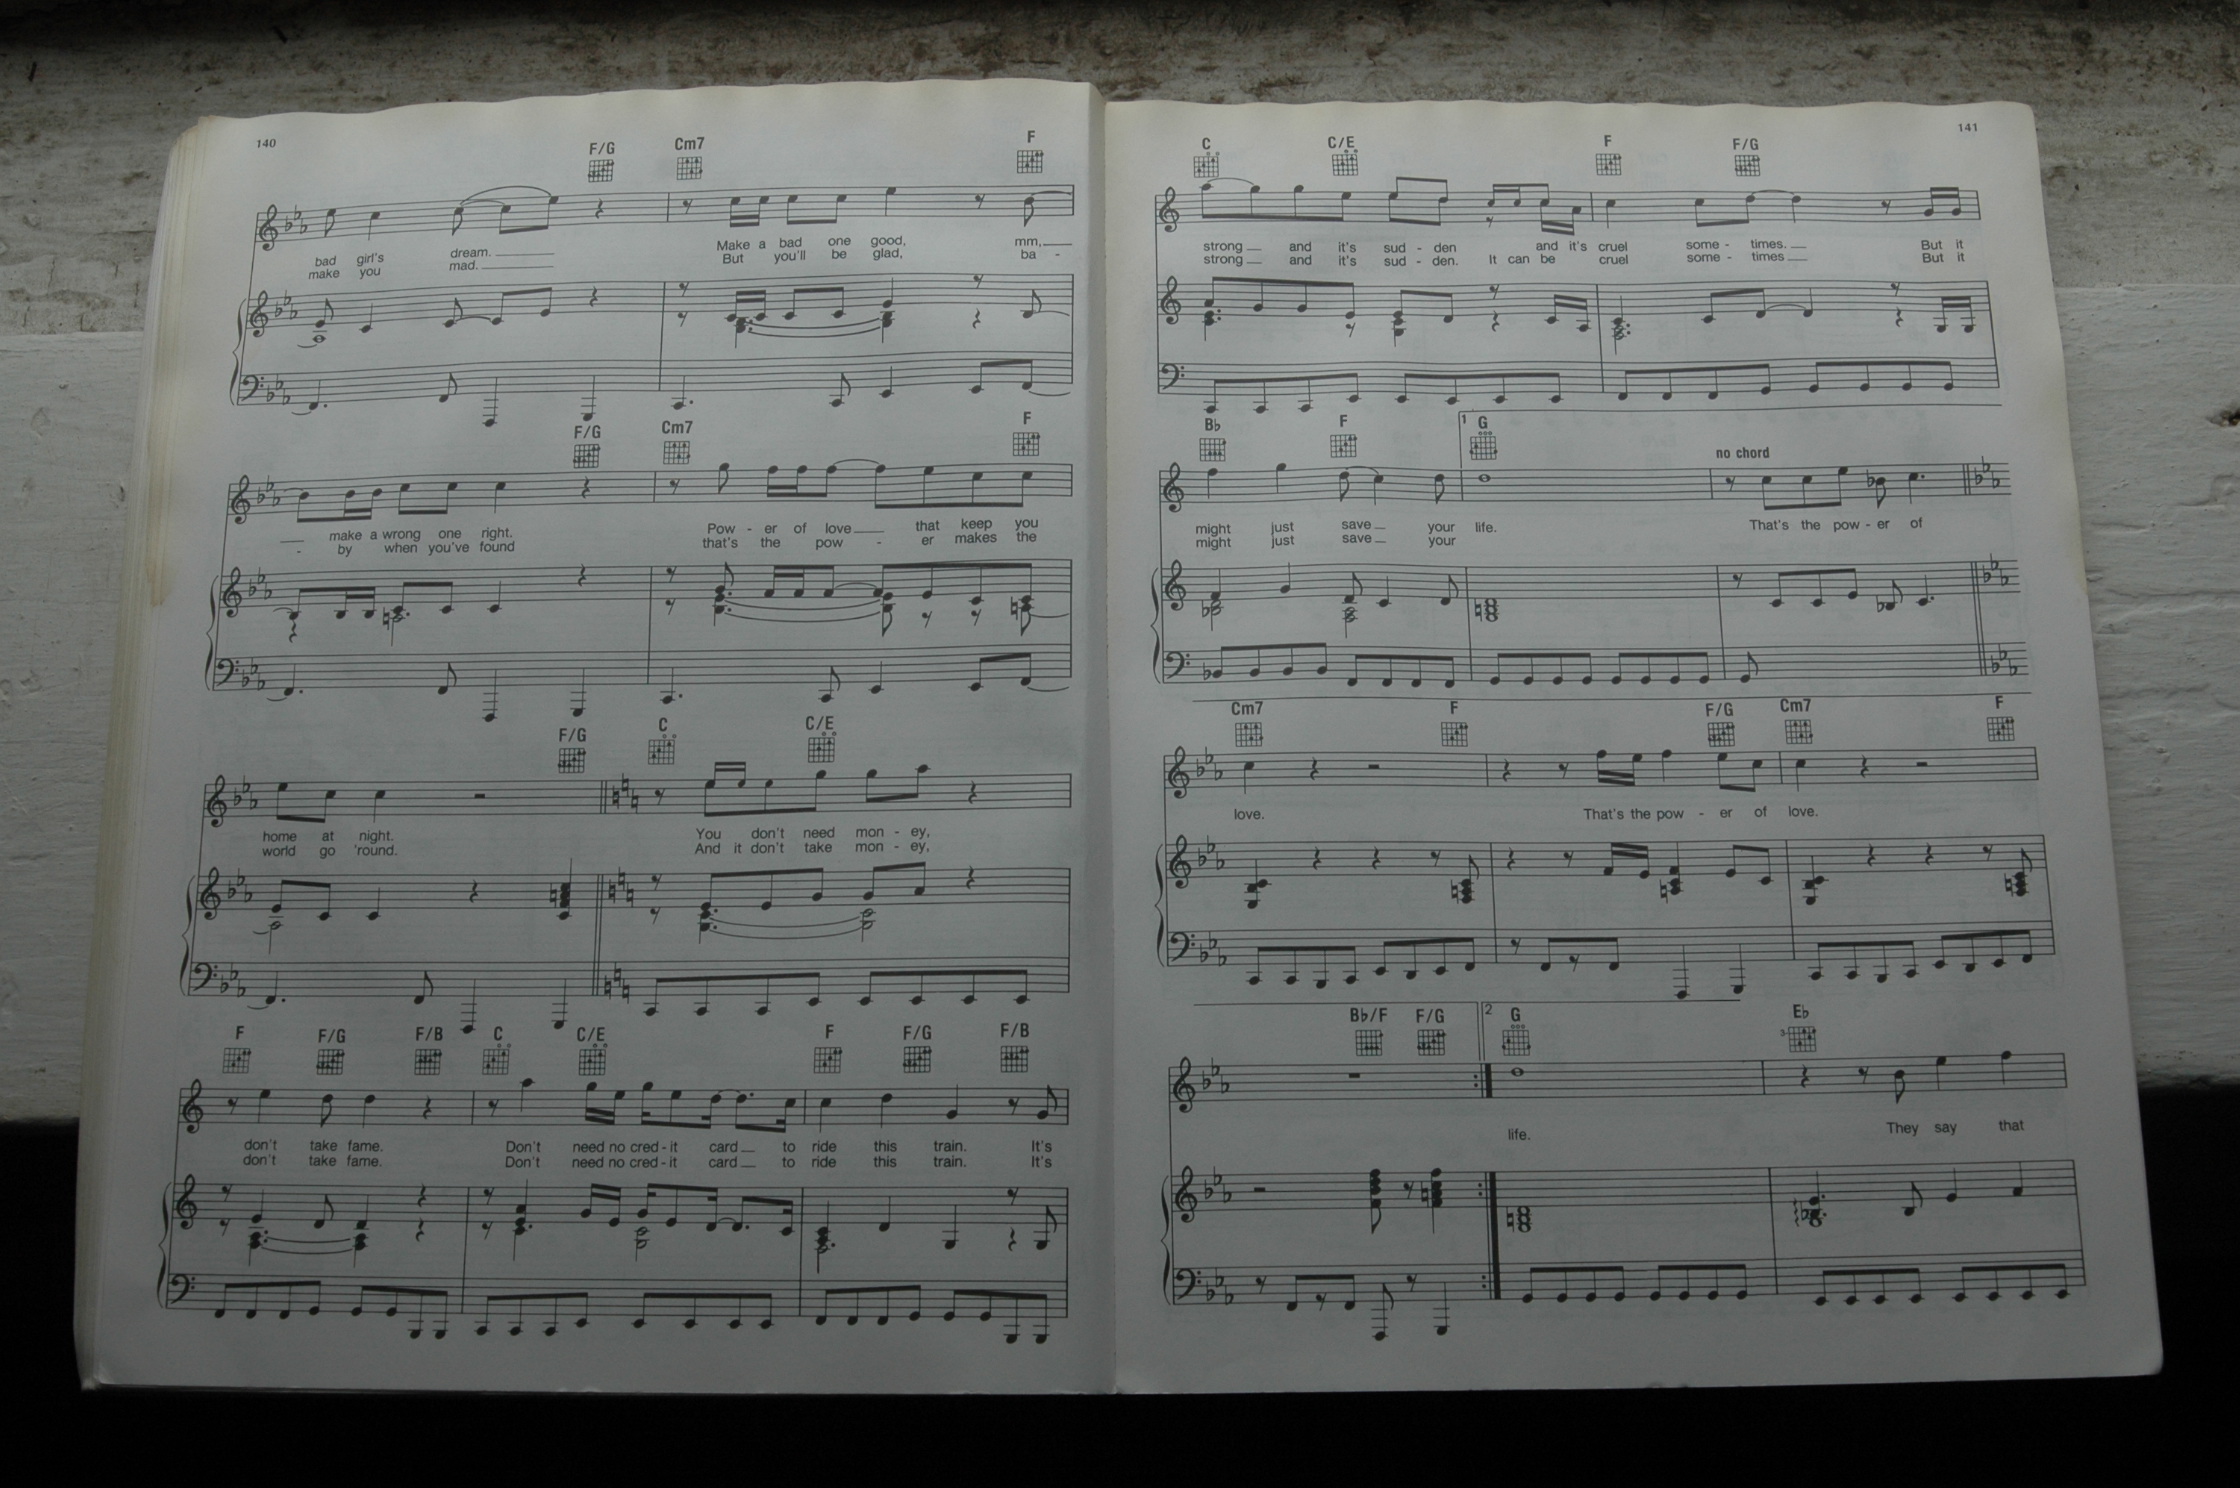 140
F/G Cm7 F
bad girl's dream. Make a bad one good, mm,
make you mad. But you'll be glad, ba -
F/G Cm7 F
make a wrong one right. Pow - er of love that keep you
- by when you've found that's the pow - er makes the
F/G C C/E
home at night. You don't need mon - ey,
world go 'round. And it don't take mon - ey,
F F/G F/B C C/E F F/G F/B
don't take fame. Don't need no cred - it card to ride this train. It's
don't take fame. Don't need no cred - it card to ride this train. It's
141
C C/E F F/G
strong and it's sud - den and it's cruel some - times. But it
strong and it's sud - den. It can be cruel some - times But it
B♭ F 1 G no chord
might just save your life. That's the pow - er of
might just save your
Cm7 F F/G Cm7 F
love. That's the pow - er of love.
B♭/F F/G 2 G E♭
3
life. They say that